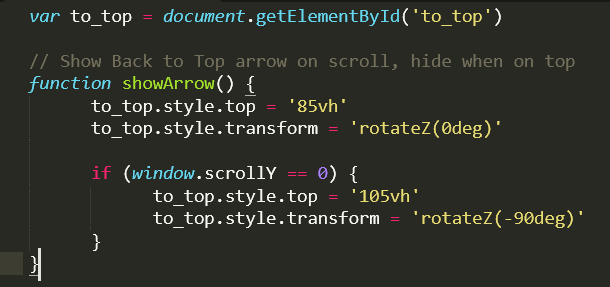 var to_top = document.getElementById('to_top')
// Show Back to Top arrow on scroll, hide when on top
function showArrow() {
to_top.style.top = '85vh'
to_top.style.transform = 'rotateZ(0deg)'
if (window.scrollY == 0) {
to_top.style.top = '105vh'
to_top.style.transform = 'rotateZ(-90deg)'
}
}